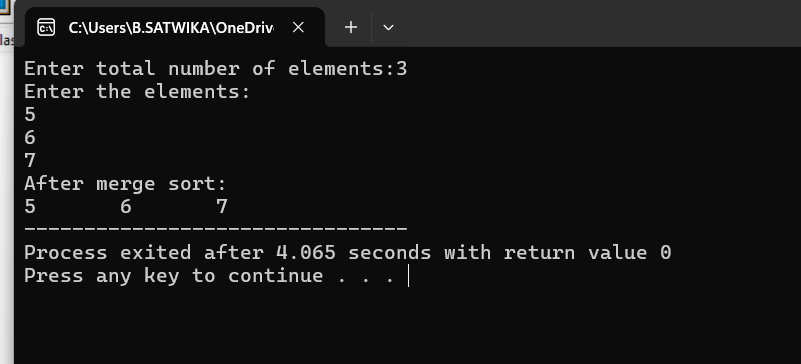 las
C:\Users\B.SATWIKA\OneDriv
Enter total number of elements:3
Enter the elements:
5
6
7
After merge sort:
5 6 7
--------------------------------
Process exited after 4.065 seconds with return value 0
Press any key to continue . . .